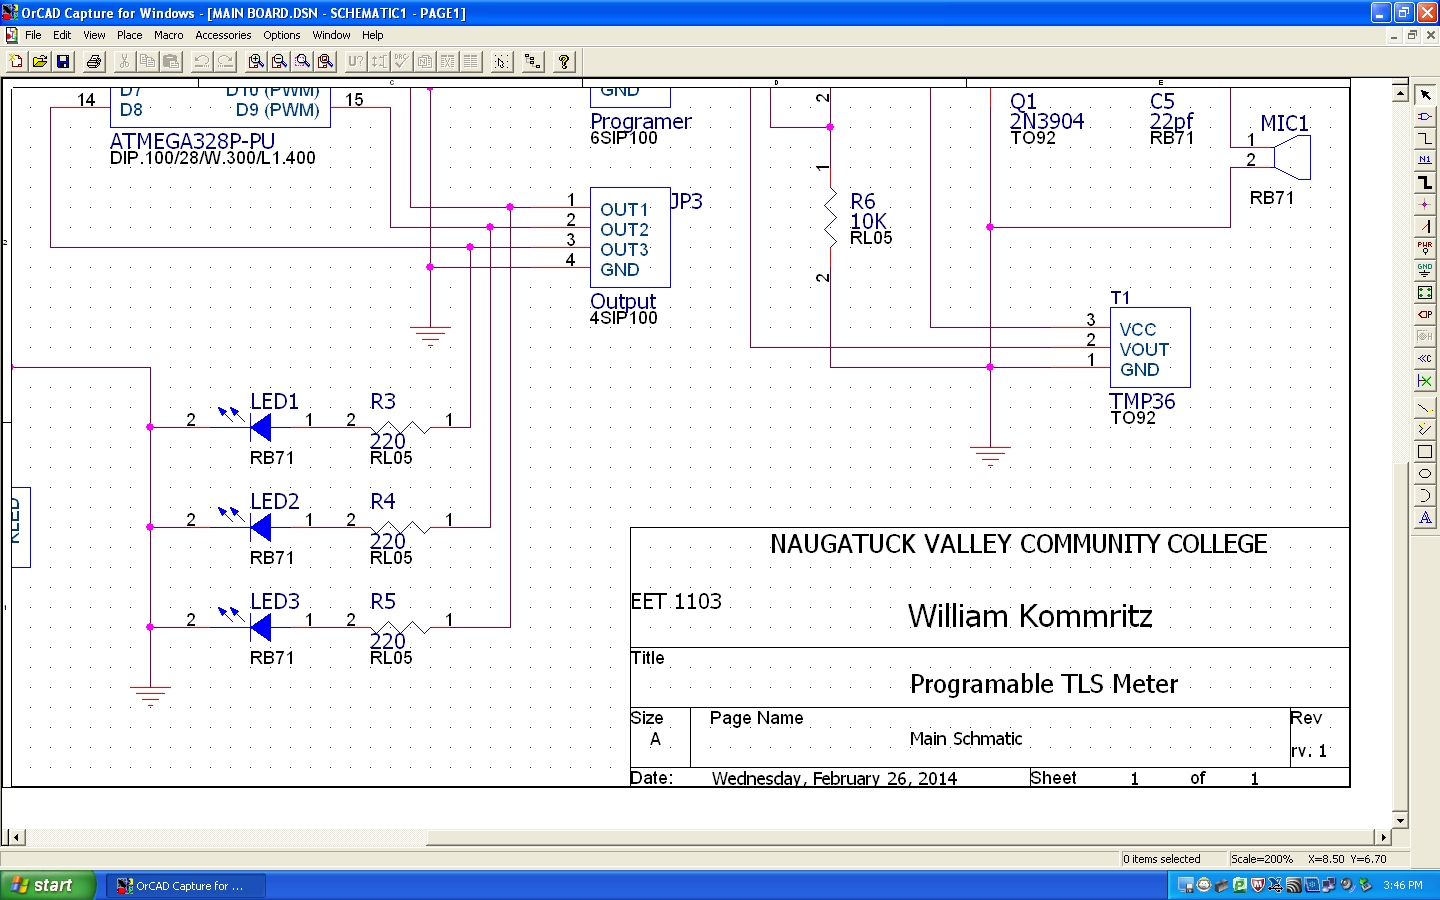 OrCAD Capture for Windows - [MAIN BOARD.DSN - SCHEMATIC1 - PAGE1]
File Edit View Place Macro Accessories Options Window Help
U? DRC
C D E
D7 D10 (PWM)
14 D8 D9 (PWM) 15
ATMEGA328P-PU
DIP.100/28/W.300/L1.400
GND
Programer
6SIP100
2
1
R6
10K
RL05
2
Q1
2N3904
TO92
C5
22pf
RB71
MIC1
1
2
RB71
JP3
1 OUT1
2 OUT2
3 OUT3
4 GND
Output
4SIP100
T1
3 VCC
2 VOUT
1 GND
TMP36
TO92
2
LED1 R3
2 1 2 1
220
RB71 RL05
LED2 R4
2 1 2 1
220
RB71 RL05
RLED
LED3 R5
2 1 2 1
220
RB71 RL05
1
NAUGATUCK VALLEY COMMUNITY COLLEGE
EET 1103
William Kommritz
Title
Programable TLS Meter
Size Page Name Rev
A Main Schmatic rv. 1
Date: Wednesday, February 26, 2014 Sheet 1 of 1
N1
PWR
GND
0 items selected Scale=200% X=8.50 Y=6.70
start OrCAD Capture for ... 3:46 PM